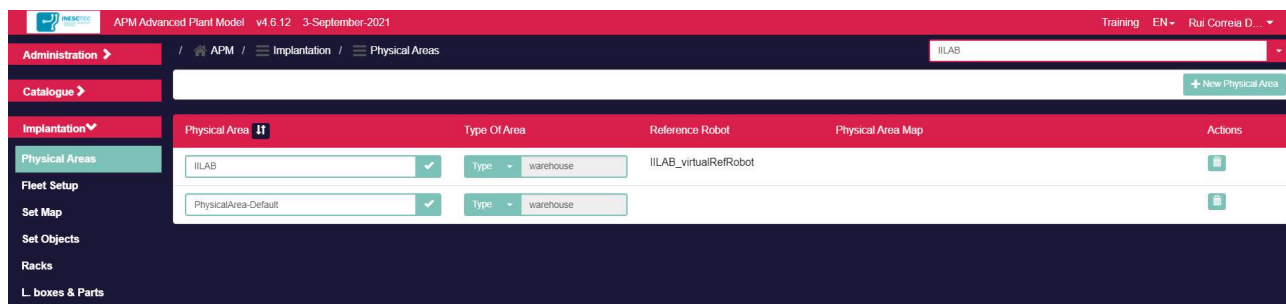 INESCTEC APM Advanced Plant Model v4.6.12 3-September-2021 Training EN Rui Correia D...
Administration / APM / Implantation / Physical Areas IILAB
Catalogue + New Physical Area
Implantation Physical Area Type Of Area Reference Robot Physical Area Map Actions
Physical Areas IILAB Type warehouse IILAB_virtualRefRobot
Fleet Setup
Set Map PhysicalArea-Default Type warehouse
Set Objects
Racks
L. boxes & Parts